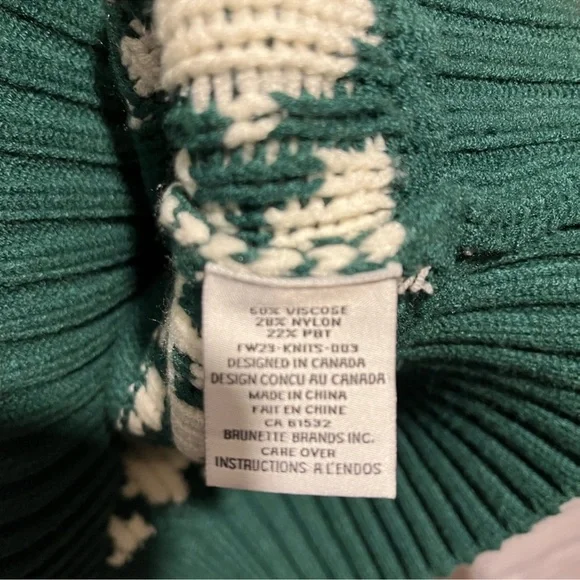 50% VISCOSE
28% NYLON
22% PBT
FW23-KNITS-003
DESIGNED IN CANADA
DESIGN CONCU AU CANADA
MADE IN CHINA
FAIT EN CHINE
CA 61532
BRUNETTE BRANDS INC.
CARE OVER
INSTRUCTIONS A L'ENDOS